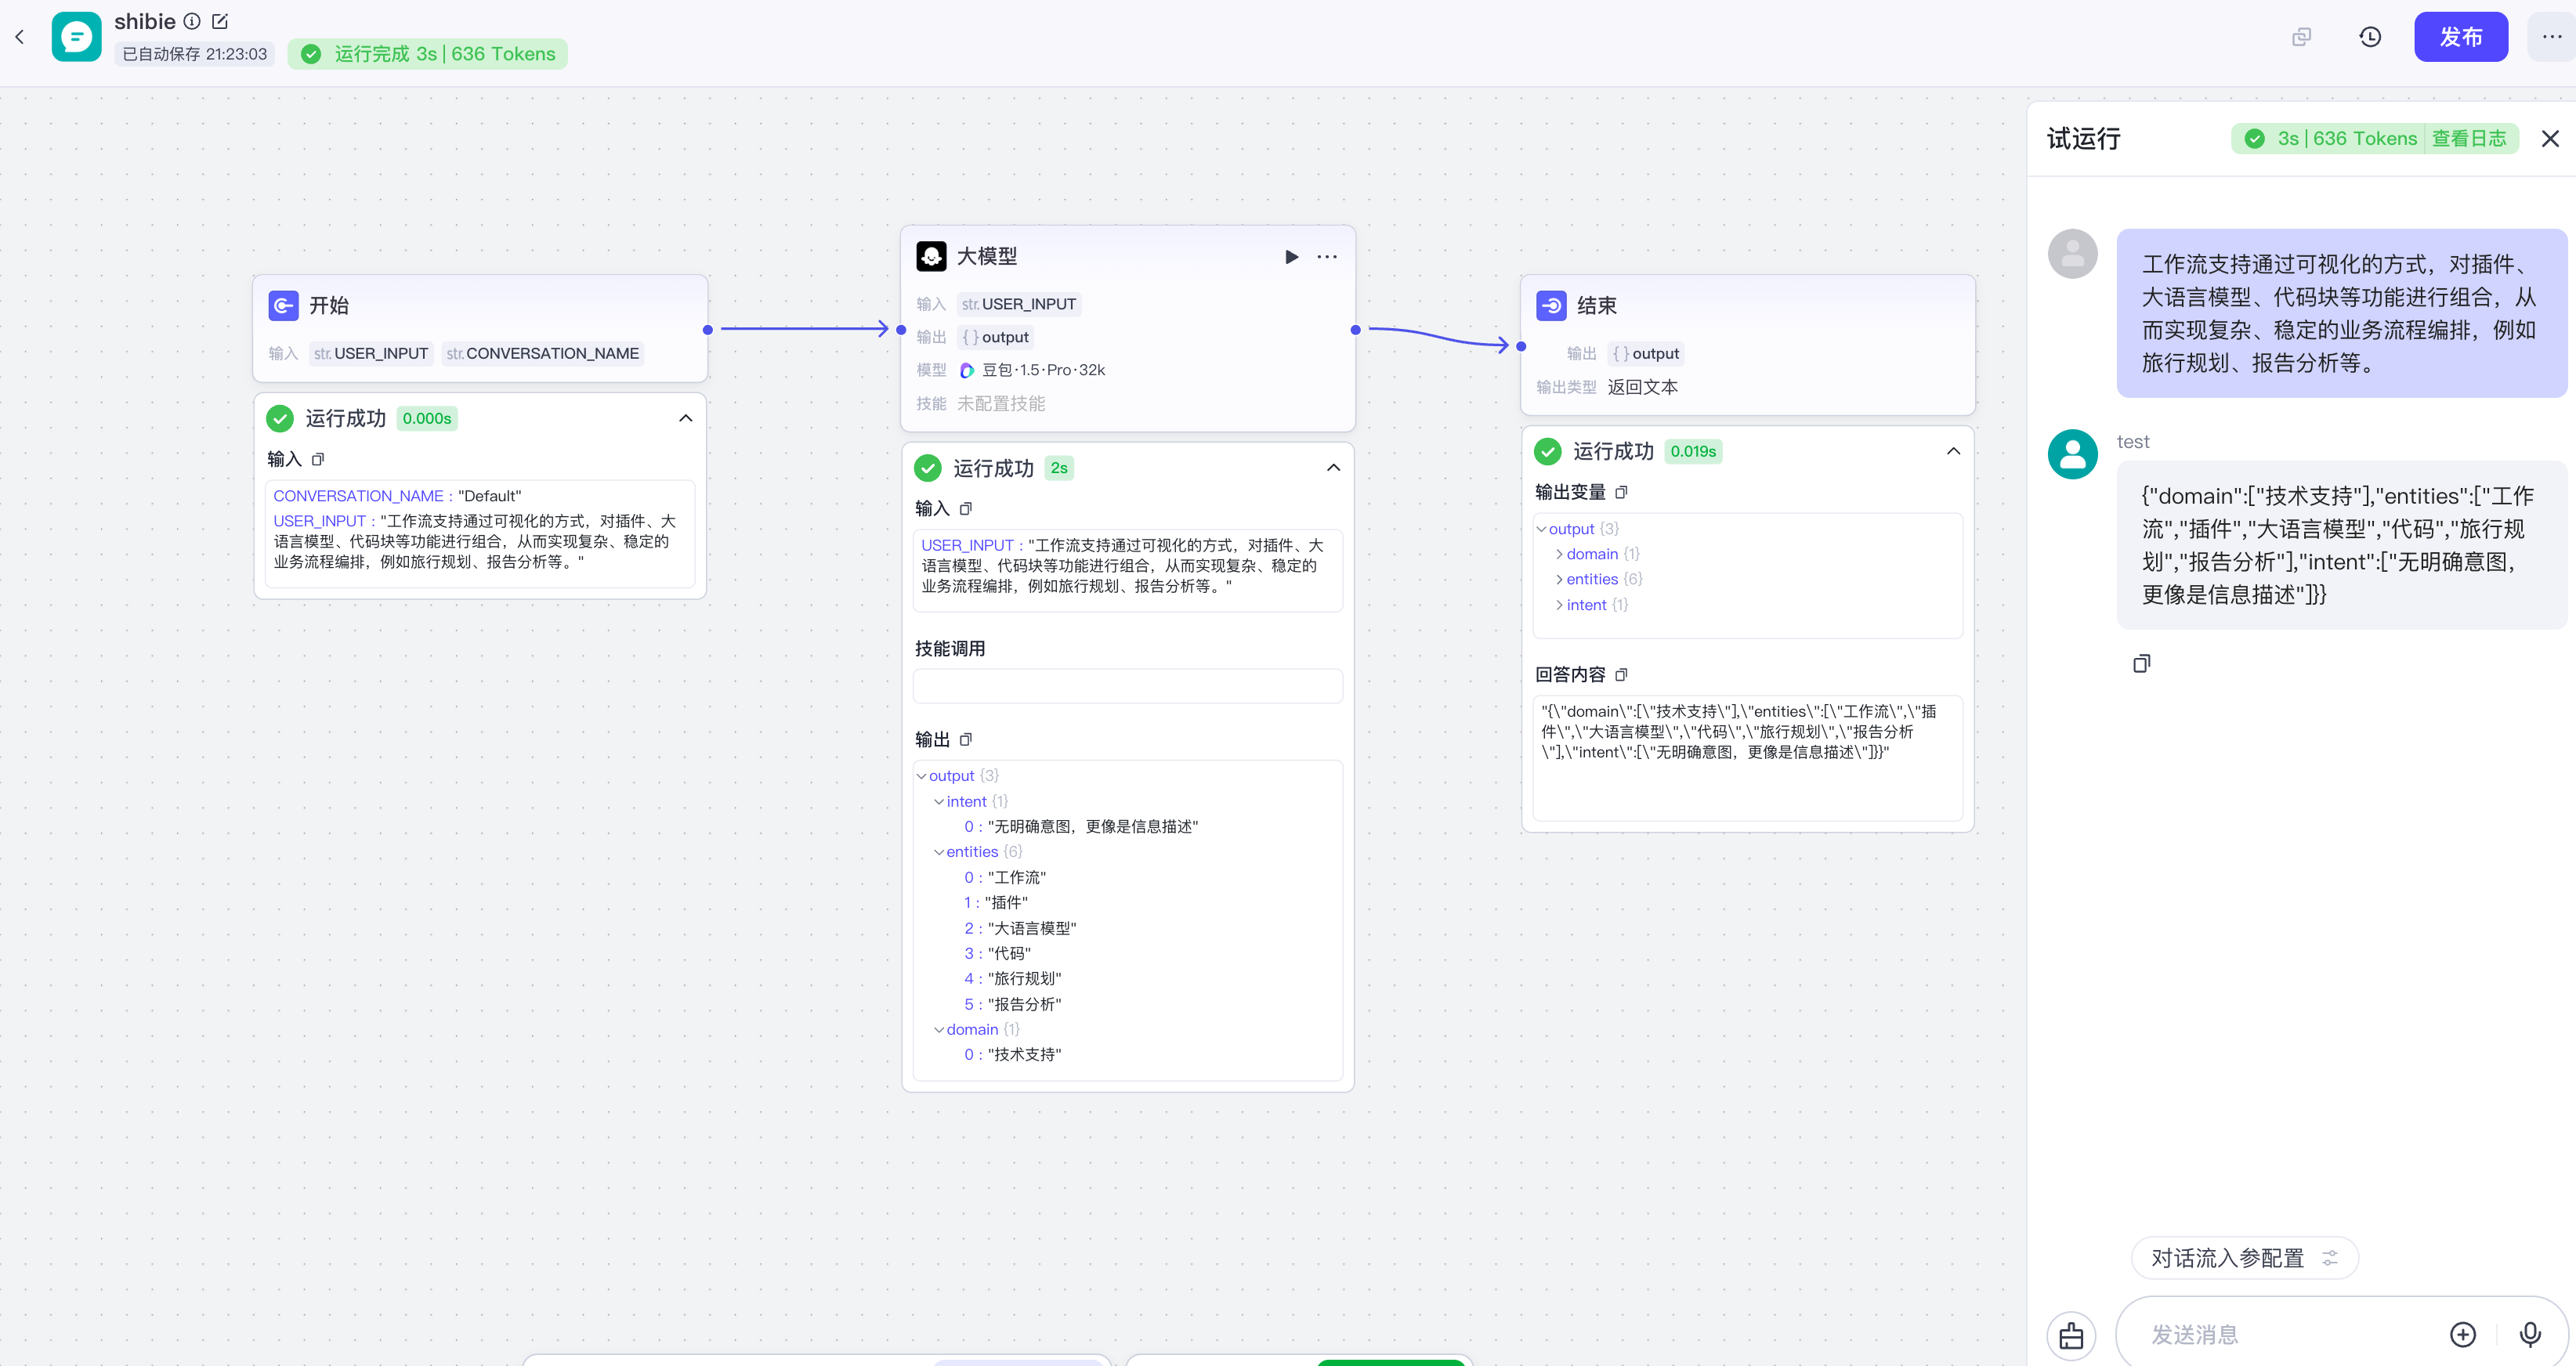 shibie
已自动保存 21:23:03
运行完成 3s | 636 Tokens
发布
开始
输入 str. USER_INPUT str. CONVERSATION_NAME
运行成功 0.000s
输入
CONVERSATION_NAME : "Default"
USER_INPUT : "工作流支持通过可视化的方式，对插件、大
语言模型、代码块等功能进行组合，从而实现复杂、稳定的
业务流程编排，例如旅行规划、报告分析等。"
大模型
输入 str. USER_INPUT
输出 { } output
模型 豆包·1.5·Pro·32k
技能 未配置技能
运行成功 2s
输入
USER_INPUT : "工作流支持通过可视化的方式，对插件、大
语言模型、代码块等功能进行组合，从而实现复杂、稳定的
业务流程编排，例如旅行规划、报告分析等。"
技能调用
输出
output {3}
intent {1}
0 : "无明确意图，更像是信息描述"
entities {6}
0 : "工作流"
1 : "插件"
2 : "大语言模型"
3 : "代码"
4 : "旅行规划"
5 : "报告分析"
domain {1}
0 : "技术支持"
结束
输出 { } output
输出类型 返回文本
运行成功 0.019s
输出变量
output {3}
domain {1}
entities {6}
intent {1}
回答内容
"{\"domain\":[\"技术支持\"],\"entities\":[\"工作流\",\"插
件\",\"大语言模型\",\"代码\",\"旅行规划\",\"报告分析
\"],\"intent\":[\"无明确意图，更像是信息描述\"]}}"
试运行
3s | 636 Tokens 查看日志
工作流支持通过可视化的方式，对插件、
大语言模型、代码块等功能进行组合，从
而实现复杂、稳定的业务流程编排，例如
旅行规划、报告分析等。
test
{"domain":["技术支持"],"entities":["工作
流","插件","大语言模型","代码","旅行规
划","报告分析"],"intent":["无明确意图，
更像是信息描述"]}}
对话流入参配置
发送消息